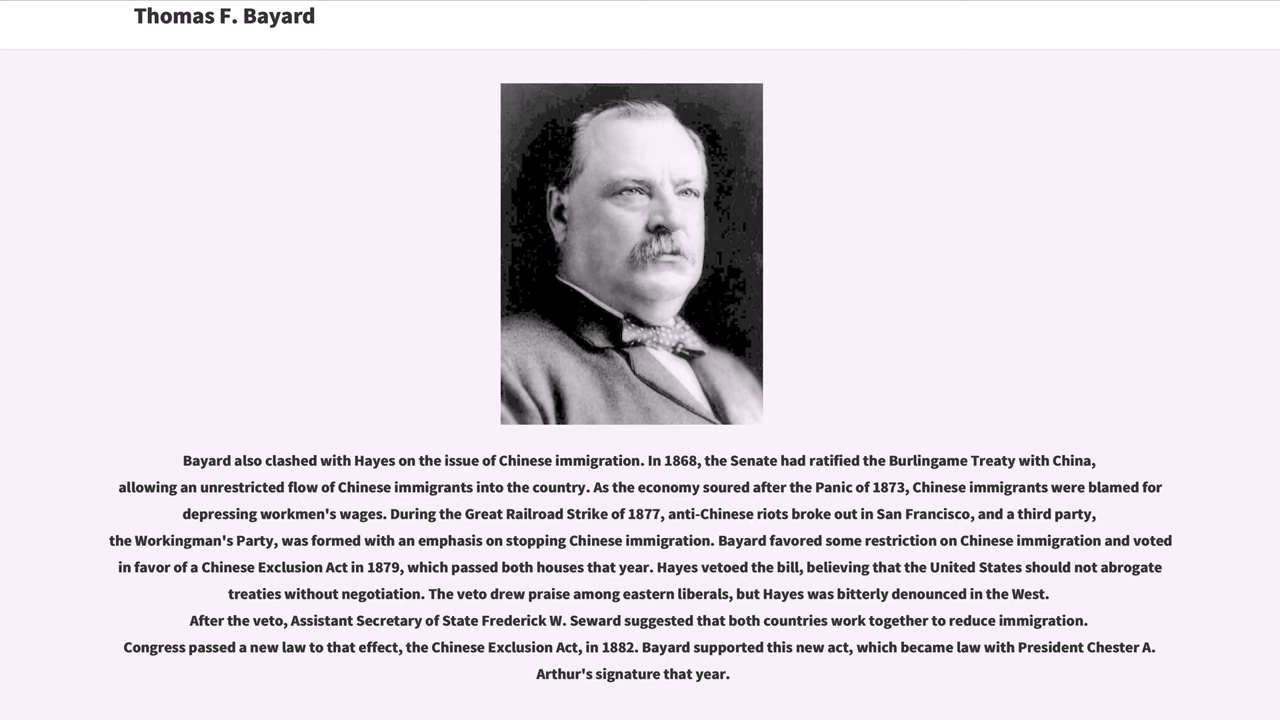 Thomas F. Bayard
Bayard also clashed with Hayes on the issue of Chinese immigration. In 1868, the Senate had ratified the Burlingame Treaty with China,
allowing an unrestricted flow of Chinese immigrants into the country. As the economy soured after the Panic of 1873, Chinese immigrants were blamed for
depressing workmen's wages. During the Great Railroad Strike of 1877, anti-Chinese riots broke out in San Francisco, and a third party,
the Workingman's Party, was formed with an emphasis on stopping Chinese immigration. Bayard favored some restriction on Chinese immigration and voted
in favor of a Chinese Exclusion Act in 1879, which passed both houses that year. Hayes vetoed the bill, believing that the United States should not abrogate
treaties without negotiation. The veto drew praise among eastern liberals, but Hayes was bitterly denounced in the West.
After the veto, Assistant Secretary of State Frederick W. Seward suggested that both countries work together to reduce immigration.
Congress passed a new law to that effect, the Chinese Exclusion Act, in 1882. Bayard supported this new act, which became law with President Chester A.
Arthur's signature that year.